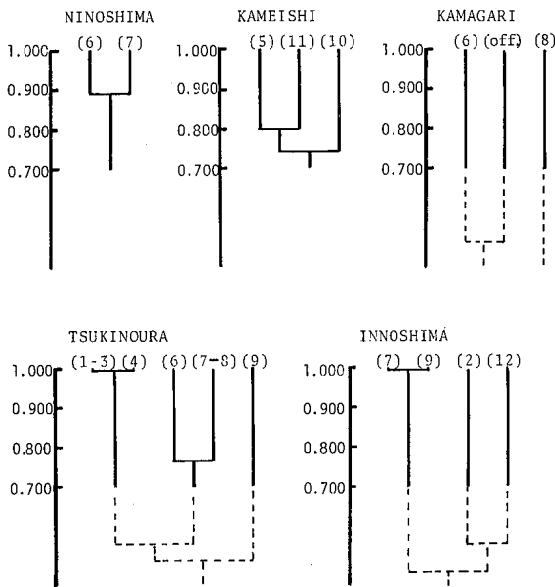 NINOSHIMA
(6) (7)
1.000
0.900
0.800
0.700
KAMEISHI
(5) (11) (10)
1.000
0.900
0.800
0.700
KAMAGARI
(6) (off) (8)
1.000
0.900
0.800
0.700
TSUKINOURA
(1-3) (4) (6) (7-8) (9)
1.000
0.900
0.800
0.700
INNOSHIMA
(7) (9) (2) (12)
1.000
0.900
0.800
0.700